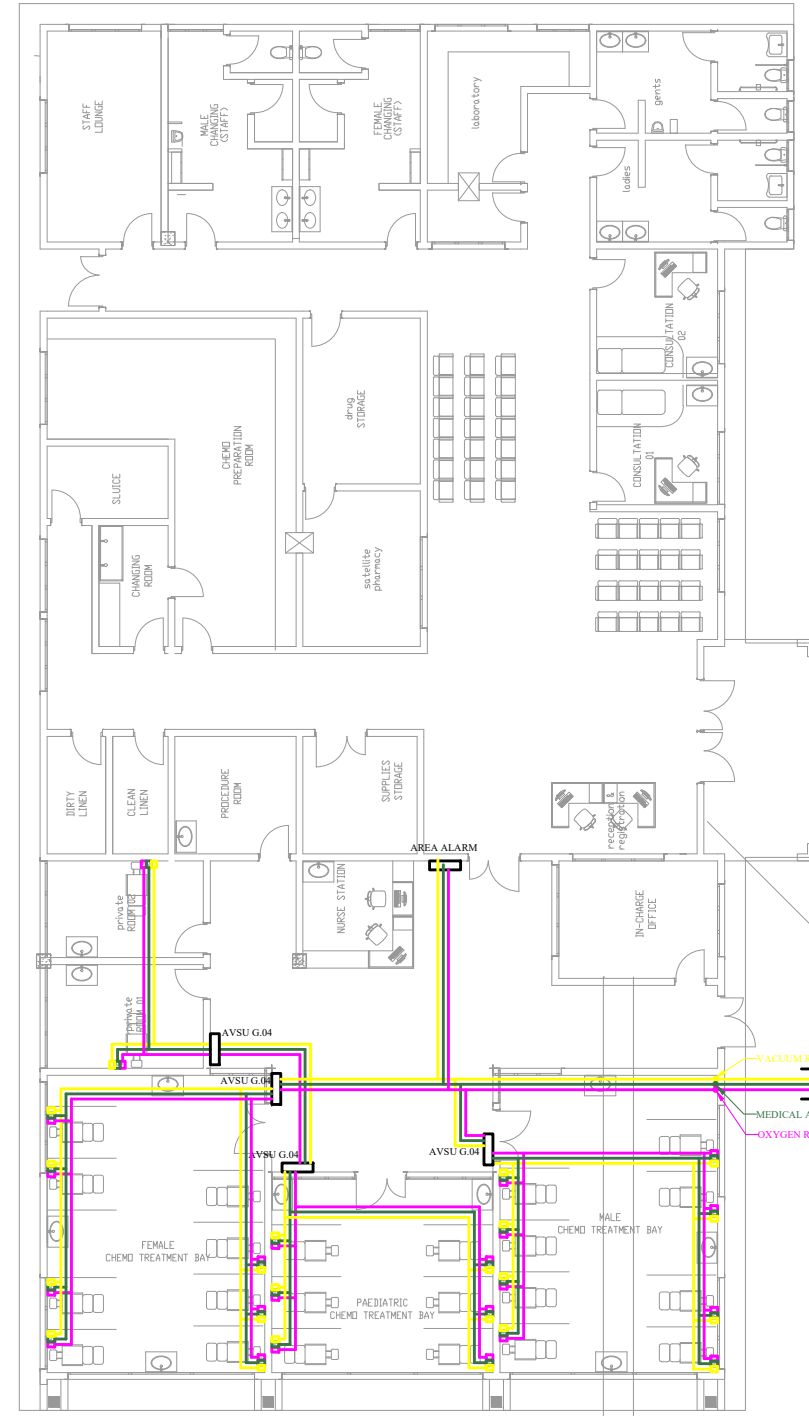 STAFF
LOUNGE
MALE
CHANGING
(STAFF)
FEMALE
CHANGING
(STAFF)
laboratory
gents
ladies
CONSULTATION
02
CONSULTATION
01
drug
STORAGE
CHEMO
PREPARATION
ROOM
SLUICE
CHANGING
ROOM
satellite
pharmacy
DIRTY
LINEN
CLEAN
LINEN
PROCEDURE
ROOM
SUPPLIES
STORAGE
reception &
registration
AREA ALARM
private
ROOM 02
NURSE STATION
IN-CHARGE
OFFICE
private
ROOM 01
AVSU G.04
AVSU G.04
AVSU G.04
AVSU G.04
VACUUM
MEDICAL A
OXYGEN R
FEMALE
CHEMO TREATMENT BAY
PAEDIATRIC
CHEMO TREATMENT BAY
MALE
CHEMO TREATMENT BAY